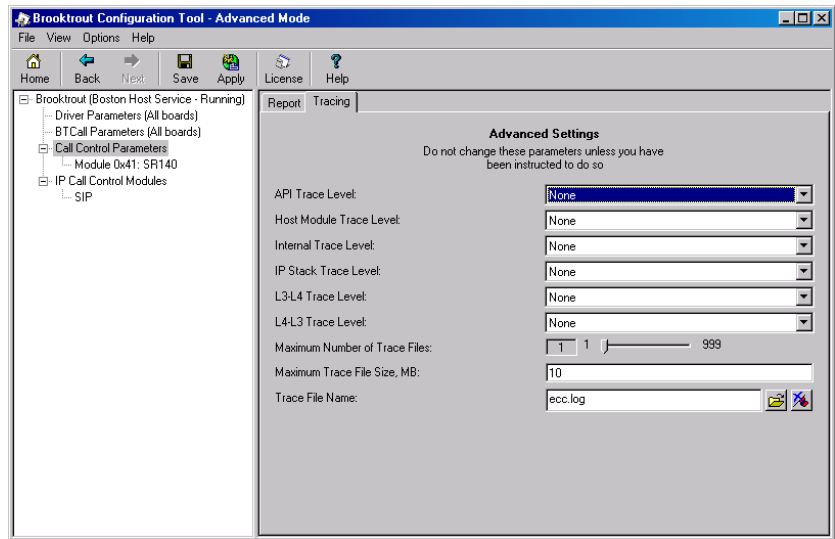 Brooktrout Configuration Tool - Advanced Mode
File View Options Help
Home Back Next Save Apply License Help
Brooktrout (Boston Host Service - Running)
Driver Parameters (All boards)
BTCall Parameters (All boards)
Call Control Parameters
Module 0x41: SR140
IP Call Control Modules
SIP
Report Tracing
Advanced Settings
Do not change these parameters unless you have
been instructed to do so
API Trace Level: None
Host Module Trace Level: None
Internal Trace Level: None
IP Stack Trace Level: None
L3-L4 Trace Level: None
L4-L3 Trace Level: None
Maximum Number of Trace Files: 1 1 999
Maximum Trace File Size, MB: 10
Trace File Name: ecc.log